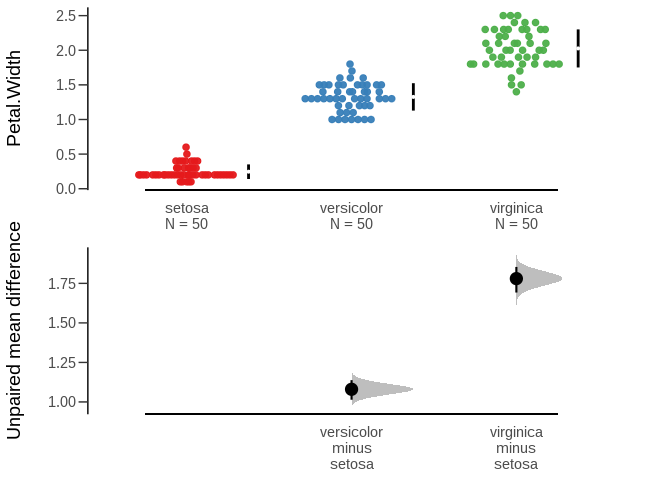 Petal.Width
2.5
2.0
1.5
1.0
0.5
0.0
setosa
N = 50
versicolor
N = 50
virginica
N = 50
Unpaired mean difference
1.75
1.50
1.25
1.00
versicolor
minus
setosa
virginica
minus
setosa